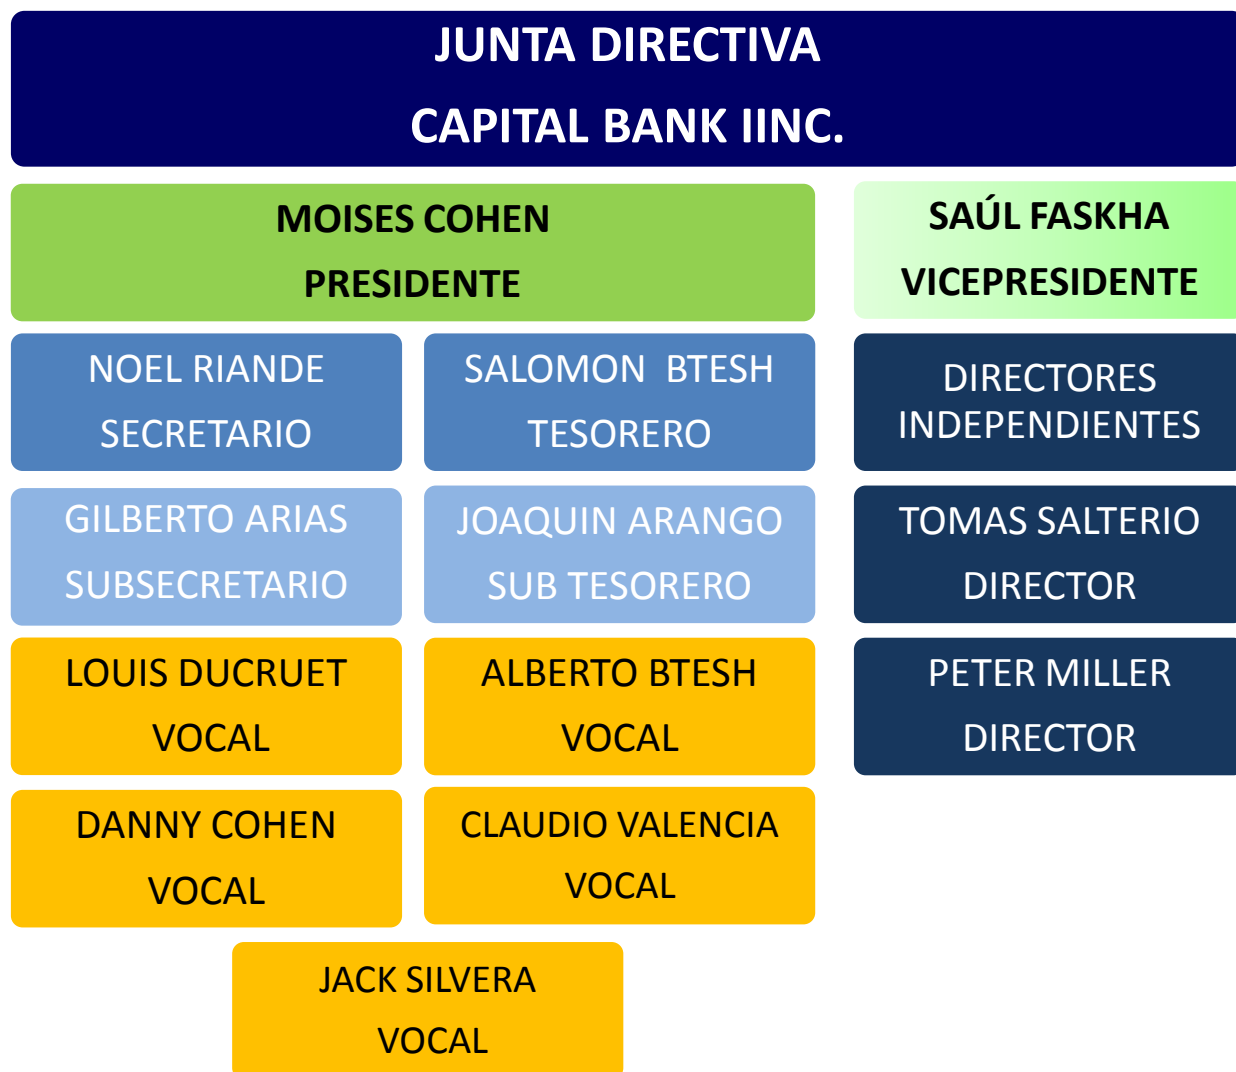 JUNTA DIRECTIVA
CAPITAL BANK IINC.
MOISES COHEN
PRESIDENTE
SAÚL FASKHA
VICEPRESIDENTE
NOEL RIANDE
SECRETARIO
SALOMON BTESH
TESORERO
DIRECTORES
INDEPENDIENTES
GILBERTO ARIAS
SUBSECRETARIO
JOAQUIN ARANGO
SUB TESORERO
TOMAS SALTERIO
DIRECTOR
LOUIS DUCRUET
VOCAL
ALBERTO BTESH
VOCAL
PETER MILLER
DIRECTOR
DANNY COHEN
VOCAL
CLAUDIO VALENCIA
VOCAL
JACK SILVERA
VOCAL